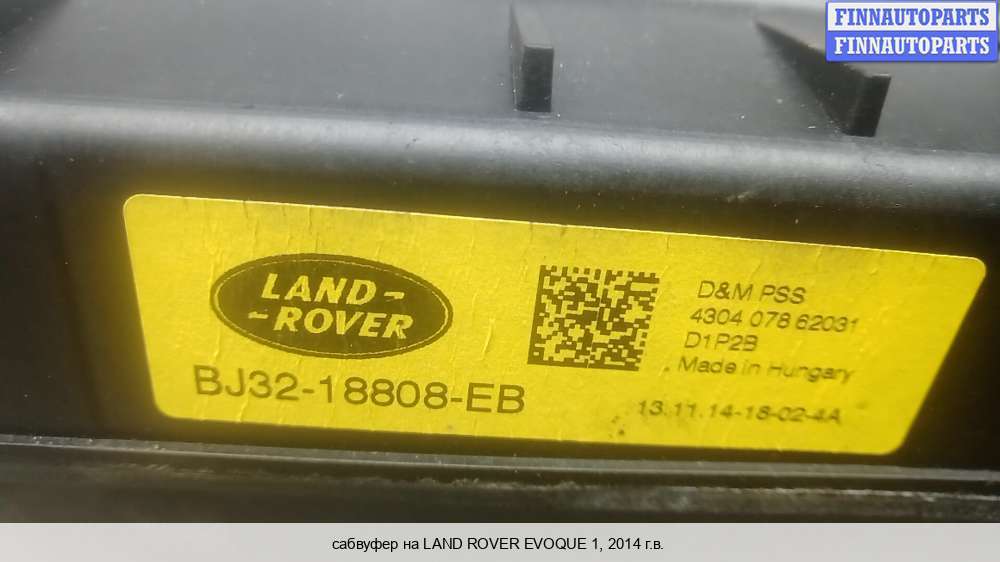 FINNAUTOPARTS
FINNAUTOPARTS
LAND-
-ROVER
BJ32-18808-EB
D&M PSS
4304 078 62031
D1P2B
Made in Hungary
13.11.14-18-02-4A
сабвуфер на LAND ROVER EVOQUE 1, 2014 г.в.